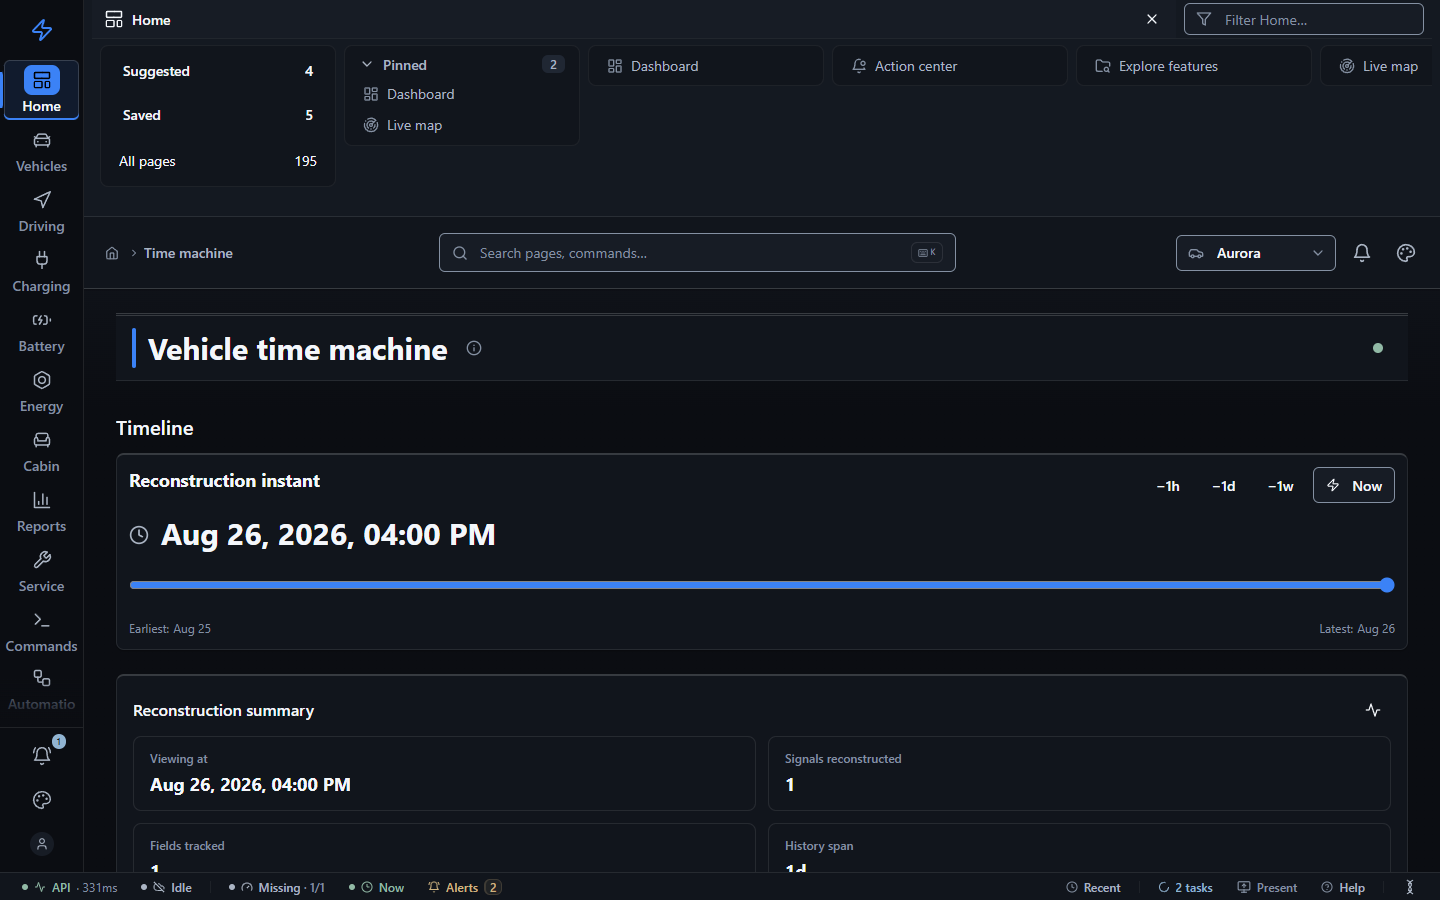 Home
Filter Home...
Suggested 4
Saved 5
All pages 195
Pinned 2
Dashboard
Live map
Dashboard
Action center
Explore features
Live map
Home
Vehicles
Driving
Charging
Battery
Energy
Cabin
Reports
Service
Commands
Automatio
1
Time machine
Search pages, commands...
K
Aurora
Vehicle time machine
Timeline
Reconstruction instant
−1h
−1d
−1w
Now
Aug 26, 2026, 04:00 PM
Earliest: Aug 25
Latest: Aug 26
Reconstruction summary
Viewing at
Aug 26, 2026, 04:00 PM
Signals reconstructed
1
Fields tracked
1
History span
1d
API · 331ms
Idle
Missing · 1/1
Now
Alerts 2
Recent
2 tasks
Present
Help